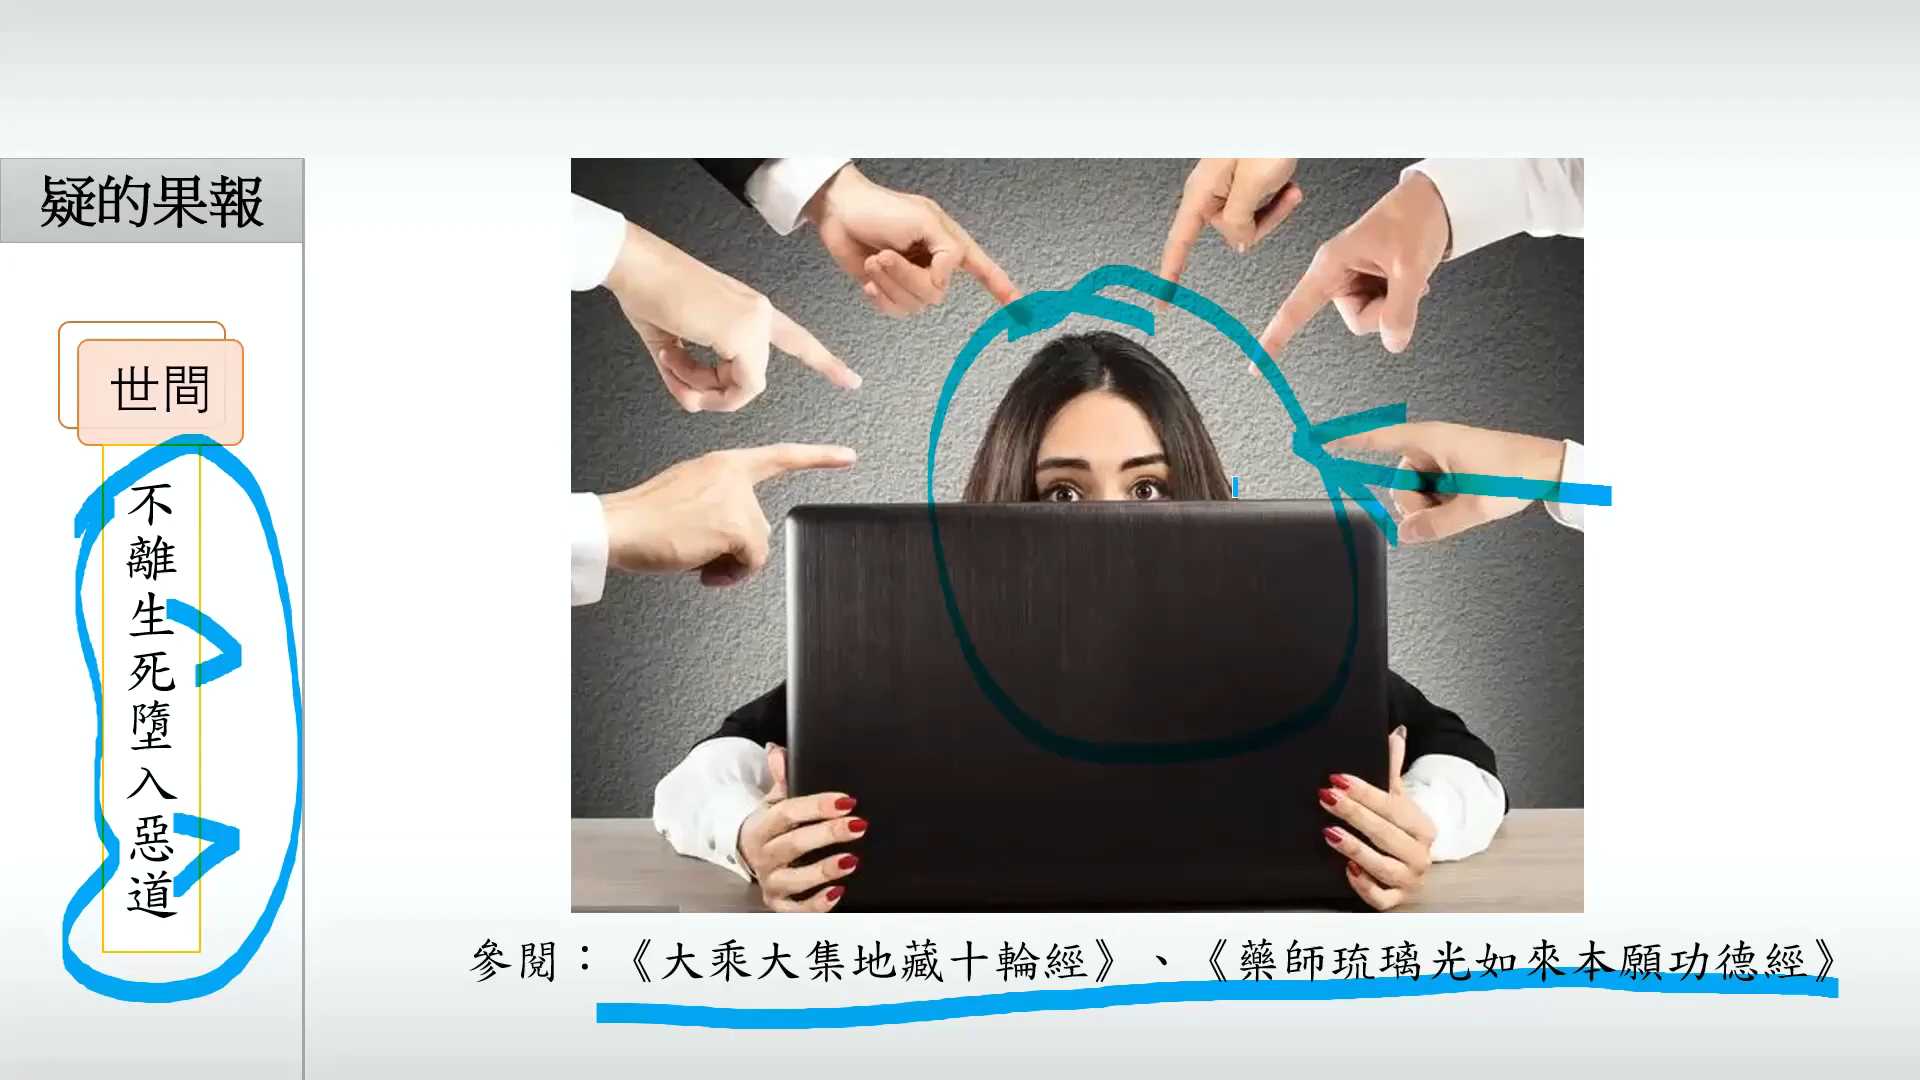 疑的果報
世間
不離生死墮入惡道
參閱：《大乘大集地藏十輪經》、《藥師琉璃光如來本願功德經》